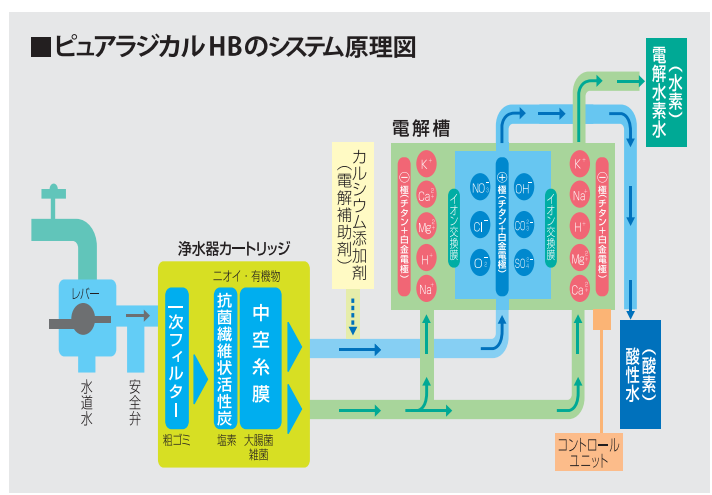 ■ピュアラジカルHBのシステム原理図
電解水素水
(水素)
電解槽
カルシウム添加剤
(電解補助剤)
⊖極(チタン+白金電極)
K⁺
Ca²⁺
Mg²⁺
H⁺
Na⁺
イオン交換膜
NO₃⁻
Cl⁻
O₂⁻
⊕極(チタン+白金電極)
OH⁻
CO₃²⁻
SO₄²⁻
イオン交換膜
K⁺
Na⁺
H⁺
Mg²⁺
Ca²⁺
⊖極(チタン+白金電極)
浄水器カートリッジ
ニオイ・有機物
レバー
一次フィルター
抗菌繊維状活性炭
中空糸膜
水道水
安全弁
粗ゴミ
塩素
大腸菌
雑菌
酸性水
(酸素)
コントロール
ユニット